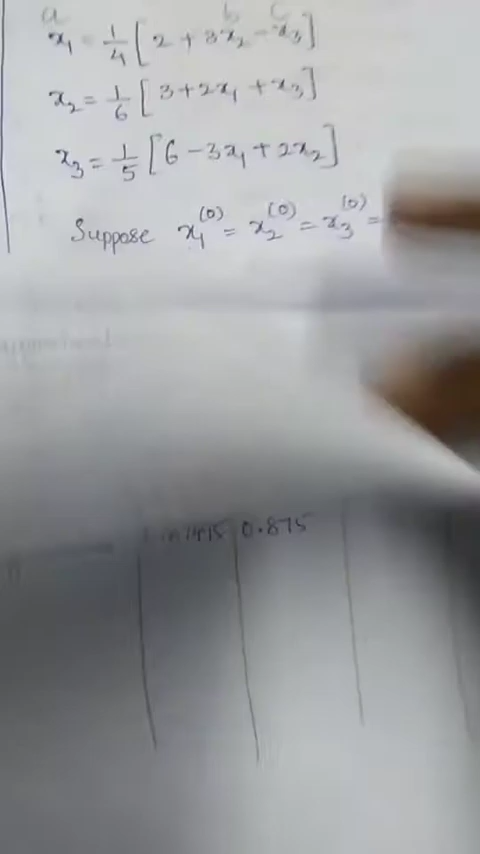 a b c
x₁ = 1/4 [2 + 3x₂ - x₃]
x₂ = 1/6 [3 + 2x₁ + x₃]
x₃ = 1/5 [6 - 3x₁ + 2x₂]
Suppose x₁⁽⁰⁾ = x₂⁽⁰⁾ = x₃⁽⁰⁾ =
0.875